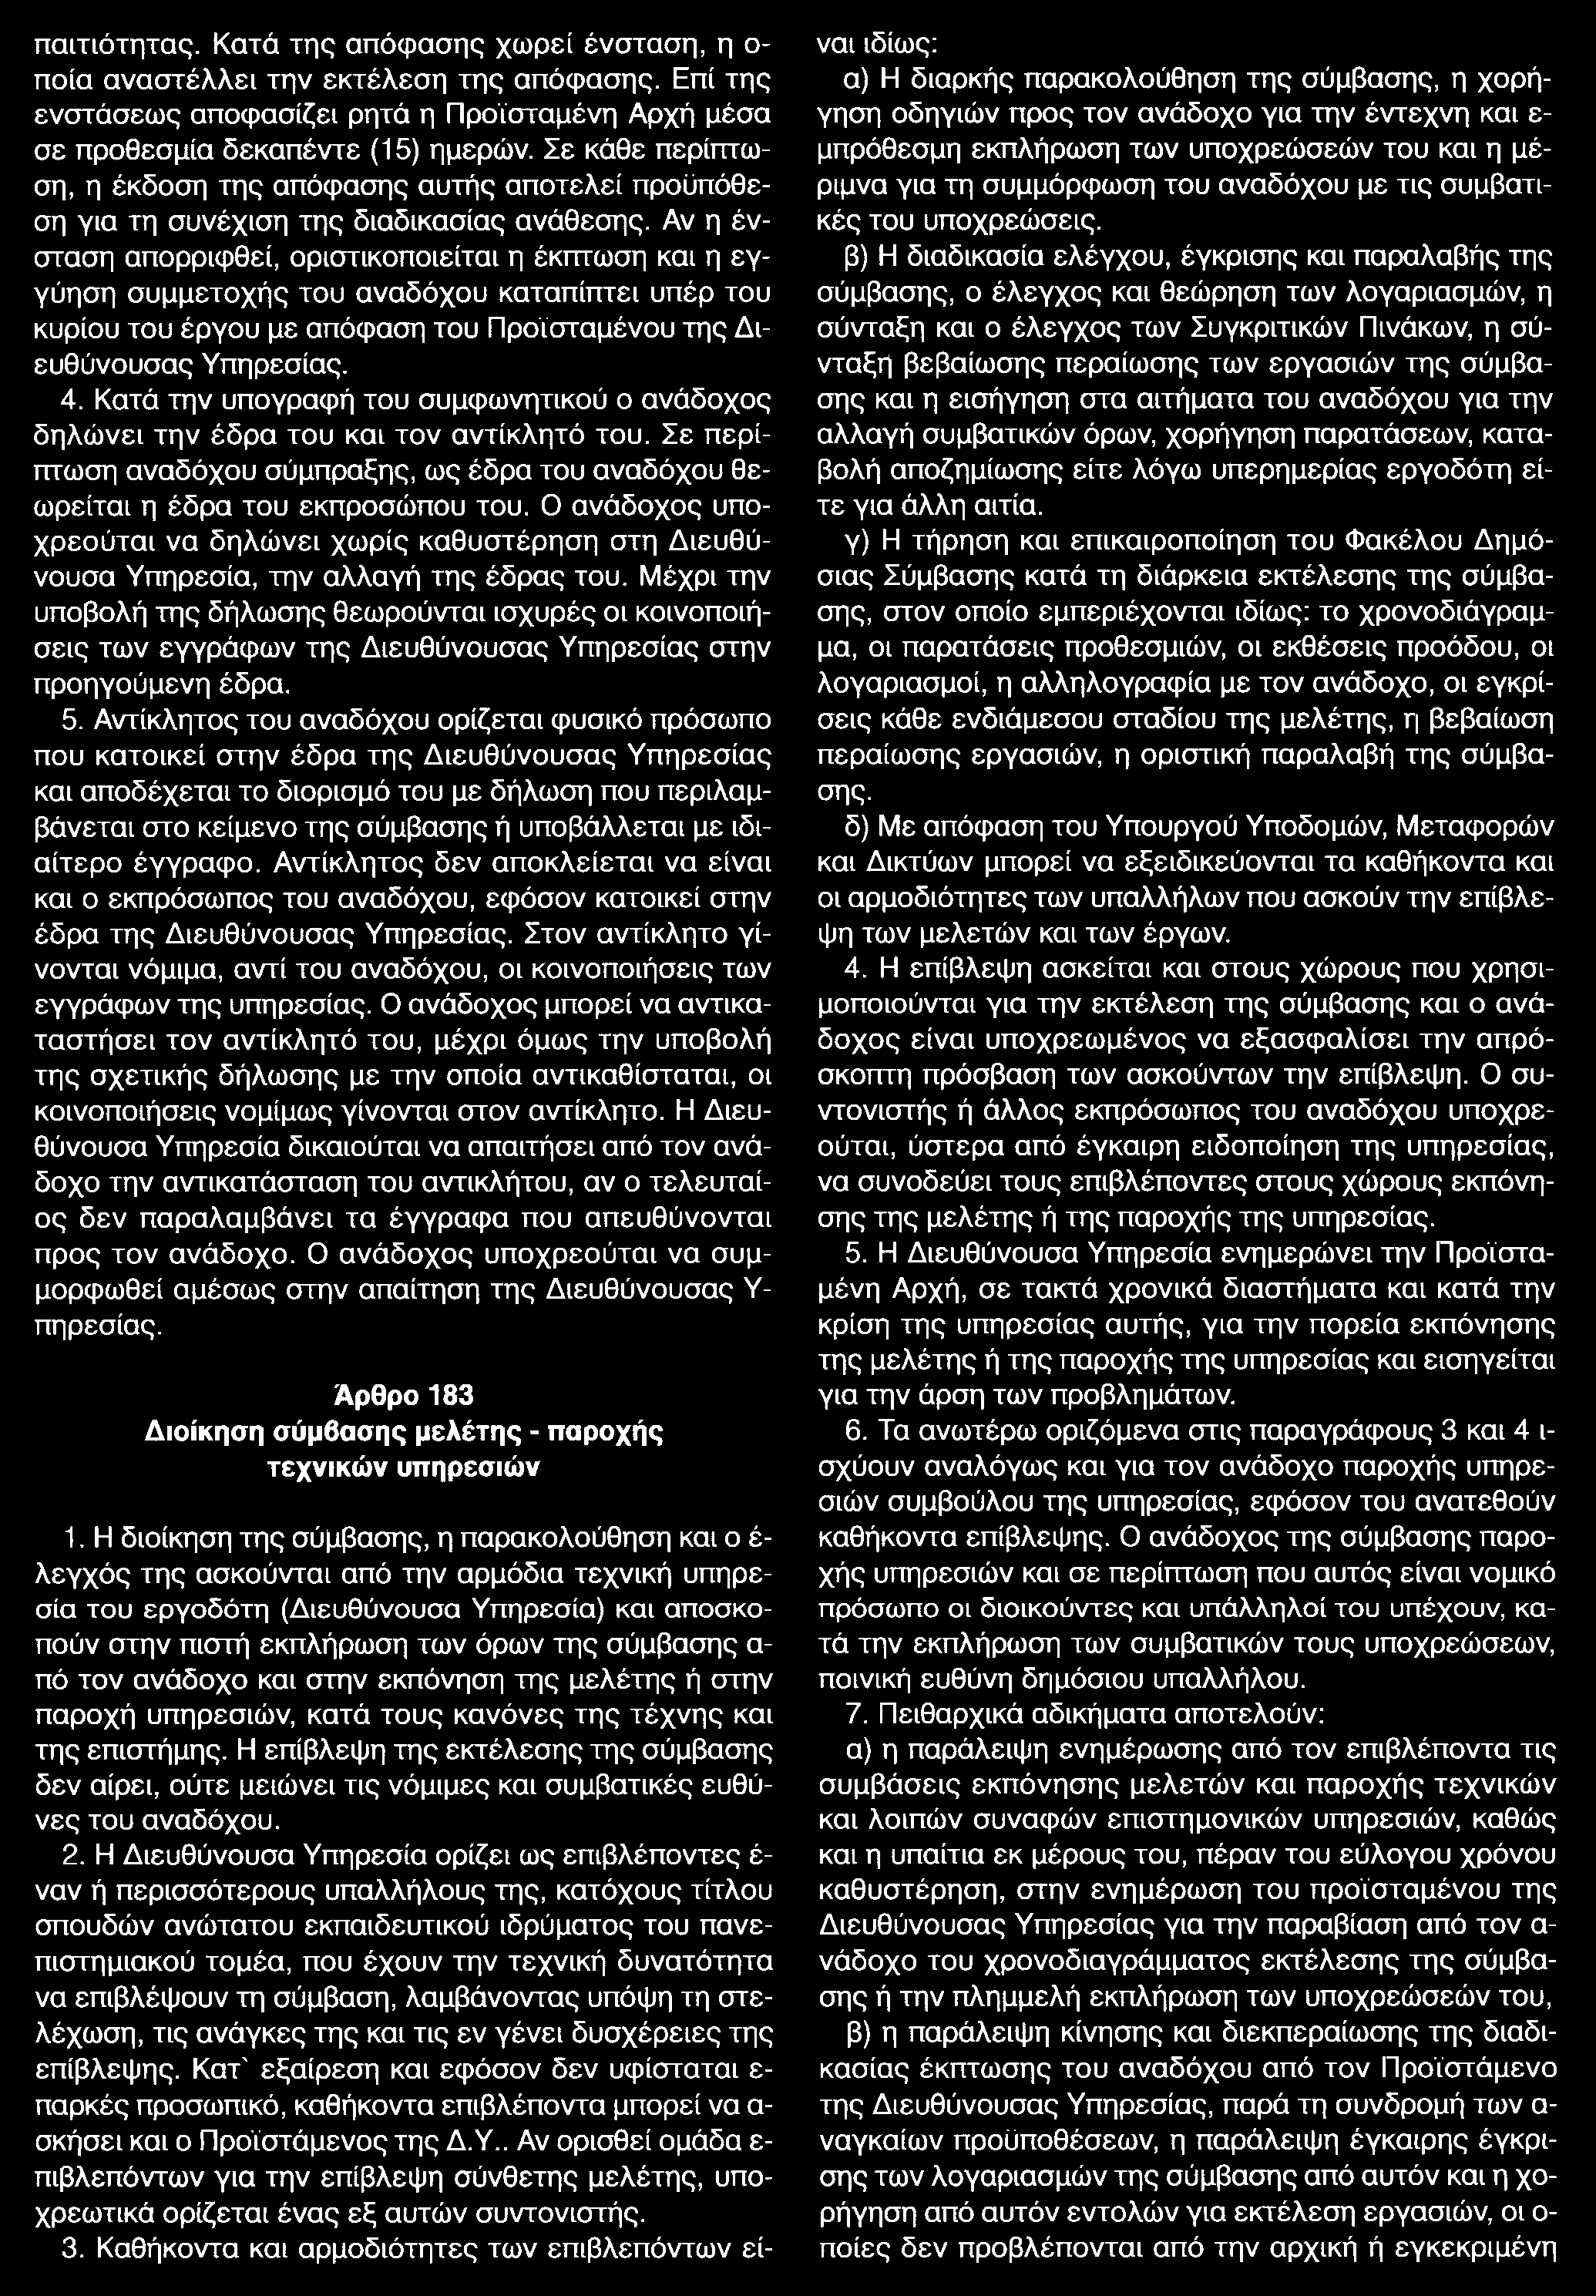 παιτιότητας. Κατά της απόφασης χωρεί ένσταση, η ο-
ποία αναστέλλει την εκτέλεση της απόφασης. Επί της
ενστάσεως αποφασίζει ρητά η Προϊσταμένη Αρχή μέσα
σε προθεσμία δεκαπέντε (15) ημερών. Σε κάθε περίπτω-
ση, η έκδοση της απόφασης αυτής αποτελεί προϋπόθε-
ση για τη συνέχιση της διαδικασίας ανάθεσης. Αν η έν-
σταση απορριφθεί, οριστικοποιείται η έκπτωση και η εγ-
γύηση συμμετοχής του αναδόχου καταπίπτει υπέρ του
κυρίου του έργου με απόφαση του Προϊσταμένου της Δι-
ευθύνουσας Υπηρεσίας.
4. Κατά την υπογραφή του συμφωνητικού ο ανάδοχος
δηλώνει την έδρα του και τον αντίκλητό του. Σε περί-
πτωση αναδόχου σύμπραξης, ως έδρα του αναδόχου θε-
ωρείται η έδρα του εκπροσώπου του. Ο ανάδοχος υπο-
χρεούται να δηλώνει χωρίς καθυστέρηση στη Διευθύ-
νουσα Υπηρεσία, την αλλαγή της έδρας του. Μέχρι την
υποβολή της δήλωσης θεωρούνται ισχυρές οι κοινοποιή-
σεις των εγγράφων της Διευθύνουσας Υπηρεσίας στην
προηγούμενη έδρα.
5. Αντίκλητος του αναδόχου ορίζεται φυσικό πρόσωπο
που κατοικεί στην έδρα της Διευθύνουσας Υπηρεσίας
και αποδέχεται το διορισμό του με δήλωση που περιλαμ-
βάνεται στο κείμενο της σύμβασης ή υποβάλλεται με ιδι-
αίτερο έγγραφο. Αντίκλητος δεν αποκλείεται να είναι
και ο εκπρόσωπος του αναδόχου, εφόσον κατοικεί στην
έδρα της Διευθύνουσας Υπηρεσίας. Στον αντίκλητο γί-
νονται νόμιμα, αντί του αναδόχου, οι κοινοποιήσεις των
εγγράφων της υπηρεσίας. Ο ανάδοχος μπορεί να αντικα-
ταστήσει τον αντίκλητό του, μέχρι όμως την υποβολή
της σχετικής δήλωσης με την οποία αντικαθίσταται, οι
κοινοποιήσεις νομίμως γίνονται στον αντίκλητο. Η Διευ-
θύνουσα Υπηρεσία δικαιούται να απαιτήσει από τον ανά-
δοχο την αντικατάσταση του αντικλήτου, αν ο τελευταί-
ος δεν παραλαμβάνει τα έγγραφα που απευθύνονται
προς τον ανάδοχο. Ο ανάδοχος υποχρεούται να συμ-
μορφωθεί αμέσως στην απαίτηση της Διευθύνουσας Υ-
πηρεσίας.
Άρθρο 183
Διοίκηση σύμβασης μελέτης - παροχής
τεχνικών υπηρεσιών
1. Η διοίκηση της σύμβασης, η παρακολούθηση και ο έ-
λεγχός της ασκούνται από την αρμόδια τεχνική υπηρε-
σία του εργοδότη (Διευθύνουσα Υπηρεσία) και αποσκο-
πούν στην πιστή εκπλήρωση των όρων της σύμβασης α-
πό τον ανάδοχο και στην εκπόνηση της μελέτης ή στην
παροχή υπηρεσιών, κατά τους κανόνες της τέχνης και
της επιστήμης. Η επίβλεψη της εκτέλεσης της σύμβασης
δεν αίρει, ούτε μειώνει τις νόμιμες και συμβατικές ευθύ-
νες του αναδόχου.
2. Η Διευθύνουσα Υπηρεσία ορίζει ως επιβλέποντες έ-
ναν ή περισσότερους υπαλλήλους της, κατόχους τίτλου
σπουδών ανώτατου εκπαιδευτικού ιδρύματος του πανε-
πιστημιακού τομέα, που έχουν την τεχνική δυνατότητα
να επιβλέψουν τη σύμβαση, λαμβάνοντας υπόψη τη στε-
λέχωση, τις ανάγκες της και τις εν γένει δυσχέρειες της
επίβλεψης. Κατ` εξαίρεση και εφόσον δεν υφίσταται ε-
παρκές προσωπικό, καθήκοντα επιβλέποντα μπορεί να α-
σκήσει και ο Προϊστάμενος της Δ.Υ.. Αν ορισθεί ομάδα ε-
πιβλεπόντων για την επίβλεψη σύνθετης μελέτης, υπο-
χρεωτικά ορίζεται ένας εξ αυτών συντονιστής.
3. Καθήκοντα και αρμοδιότητες των επιβλεπόντων εί-
ναι ιδίως:
α) Η διαρκής παρακολούθηση της σύμβασης, η χορή-
γηση οδηγιών προς τον ανάδοχο για την έντεχνη και ε-
μπρόθεσμη εκπλήρωση των υποχρεώσεών του και η μέ-
ριμνα για τη συμμόρφωση του αναδόχου με τις συμβατι-
κές του υποχρεώσεις.
β) Η διαδικασία ελέγχου, έγκρισης και παραλαβής της
σύμβασης, ο έλεγχος και θεώρηση των λογαριασμών, η
σύνταξη και ο έλεγχος των Συγκριτικών Πινάκων, η σύ-
νταξη βεβαίωσης περαίωσης των εργασιών της σύμβα-
σης και η εισήγηση στα αιτήματα του αναδόχου για την
αλλαγή συμβατικών όρων, χορήγηση παρατάσεων, κατα-
βολή αποζημίωσης είτε λόγω υπερημερίας εργοδότη εί-
τε για άλλη αιτία.
γ) Η τήρηση και επικαιροποίηση του Φακέλου Δημό-
σιας Σύμβασης κατά τη διάρκεια εκτέλεσης της σύμβα-
σης, στον οποίο εμπεριέχονται ιδίως: το χρονοδιάγραμ-
μα, οι παρατάσεις προθεσμιών, οι εκθέσεις προόδου, οι
λογαριασμοί, η αλληλογραφία με τον ανάδοχο, οι εγκρί-
σεις κάθε ενδιάμεσου σταδίου της μελέτης, η βεβαίωση
περαίωσης εργασιών, η οριστική παραλαβή της σύμβα-
σης.
δ) Με απόφαση του Υπουργού Υποδομών, Μεταφορών
και Δικτύων μπορεί να εξειδικεύονται τα καθήκοντα και
οι αρμοδιότητες των υπαλλήλων που ασκούν την επίβλε-
ψη των μελετών και των έργων.
4. Η επίβλεψη ασκείται και στους χώρους που χρησι-
μοποιούνται για την εκτέλεση της σύμβασης και ο ανά-
δοχος είναι υποχρεωμένος να εξασφαλίσει την απρό-
σκοπτη πρόσβαση των ασκούντων την επίβλεψη. Ο συ-
ντονιστής ή άλλος εκπρόσωπος του αναδόχου υποχρε-
ούται, ύστερα από έγκαιρη ειδοποίηση της υπηρεσίας,
να συνοδεύει τους επιβλέποντες στους χώρους εκπόνη-
σης της μελέτης ή της παροχής της υπηρεσίας.
5. Η Διευθύνουσα Υπηρεσία ενημερώνει την Προϊστα-
μένη Αρχή, σε τακτά χρονικά διαστήματα και κατά την
κρίση της υπηρεσίας αυτής, για την πορεία εκπόνησης
της μελέτης ή της παροχής της υπηρεσίας και εισηγείται
για την άρση των προβλημάτων.
6. Τα ανωτέρω οριζόμενα στις παραγράφους 3 και 4 ι-
σχύουν αναλόγως και για τον ανάδοχο παροχής υπηρε-
σιών συμβούλου της υπηρεσίας, εφόσον του ανατεθούν
καθήκοντα επίβλεψης. Ο ανάδοχος της σύμβασης παρο-
χής υπηρεσιών και σε περίπτωση που αυτός είναι νομικό
πρόσωπο οι διοικούντες και υπάλληλοί του υπέχουν, κα-
τά την εκπλήρωση των συμβατικών τους υποχρεώσεων,
ποινική ευθύνη δημόσιου υπαλλήλου.
7. Πειθαρχικά αδικήματα αποτελούν:
α) η παράλειψη ενημέρωσης από τον επιβλέποντα τις
συμβάσεις εκπόνησης μελετών και παροχής τεχνικών
και λοιπών συναφών επιστημονικών υπηρεσιών, καθώς
και η υπαίτια εκ μέρους του, πέραν του εύλογου χρόνου
καθυστέρηση, στην ενημέρωση του προϊσταμένου της
Διευθύνουσας Υπηρεσίας για την παραβίαση από τον α-
νάδοχο του χρονοδιαγράμματος εκτέλεσης της σύμβα-
σης ή την πλημμελή εκπλήρωση των υποχρεώσεών του,
β) η παράλειψη κίνησης και διεκπεραίωσης της διαδι-
κασίας έκπτωσης του αναδόχου από τον Προϊστάμενο
της Διευθύνουσας Υπηρεσίας, παρά τη συνδρομή των α-
ναγκαίων προϋποθέσεων, η παράλειψη έγκαιρης έγκρι-
σης των λογαριασμών της σύμβασης από αυτόν και η χο-
ρήγηση από αυτόν εντολών για εκτέλεση εργασιών, οι ο-
ποίες δεν προβλέπονται από την αρχική ή εγκεκριμένη